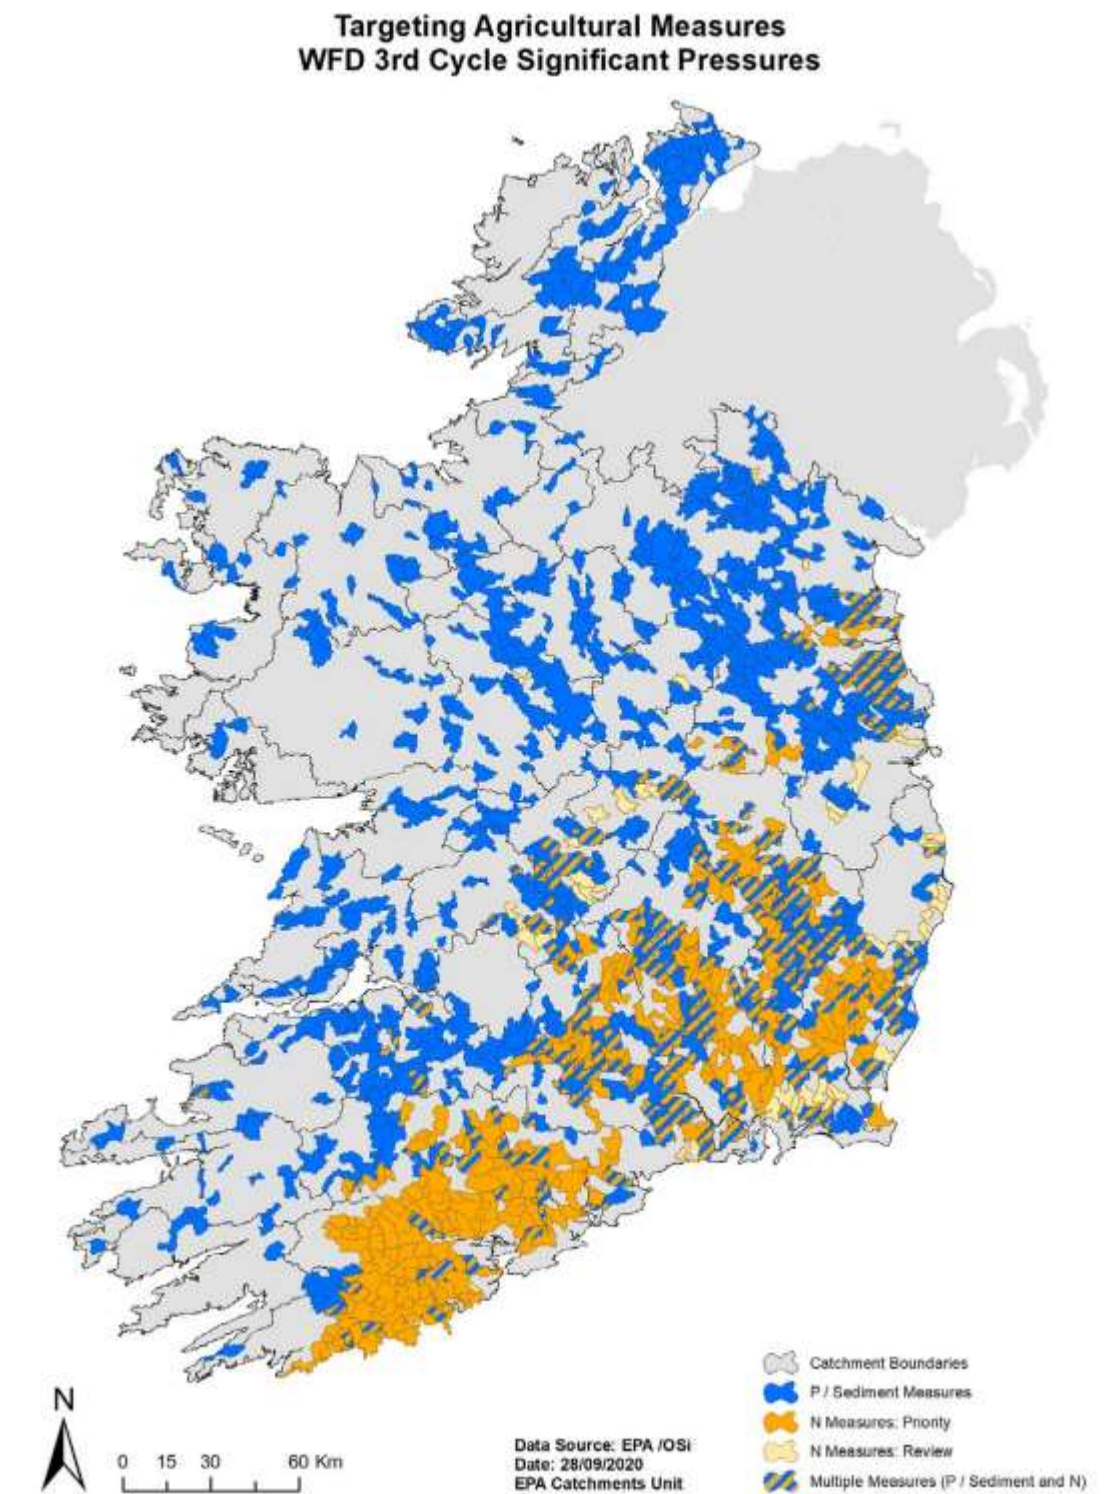 Targeting Agricultural Measures
WFD 3rd Cycle Significant Pressures
Catchment Boundaries
P / Sediment Measures
N Measures: Priority
N Measures: Review
Multiple Measures (P / Sediment and N)
N
0 15 30 60 Km
Data Source: EPA /OSi
Date: 28/09/2020
EPA Catchments Unit